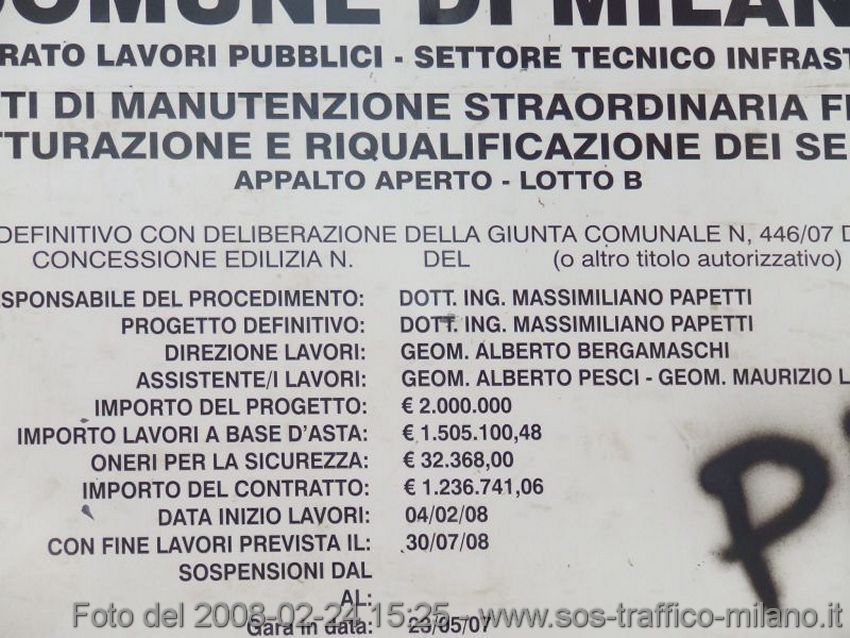 COMUNE DI MILAN
RATO LAVORI PUBBLICI - SETTORE TECNICO INFRAST
TI DI MANUTENZIONE STRAORDINARIA F
TTURAZIONE E RIQUALIFICAZIONE DEI SE
APPALTO APERTO - LOTTO B
DEFINITIVO CON DELIBERAZIONE DELLA GIUNTA COMUNALE N, 446/07 D
CONCESSIONE EDILIZIA N. DEL (o altro titolo autorizzativo)
SPONSABILE DEL PROCEDIMENTO: DOTT. ING. MASSIMILIANO PAPETTI
PROGETTO DEFINITIVO: DOTT. ING. MASSIMILIANO PAPETTI
DIREZIONE LAVORI: GEOM. ALBERTO BERGAMASCHI
ASSISTENTE/I LAVORI: GEOM. ALBERTO PESCI - GEOM. MAURIZIO L
IMPORTO DEL PROGETTO: € 2.000.000
IMPORTO LAVORI A BASE D'ASTA: € 1.505.100,48
ONERI PER LA SICUREZZA: € 32.368,00
IMPORTO DEL CONTRATTO: € 1.236.741,06
DATA INIZIO LAVORI: 04/02/08
CON FINE LAVORI PREVISTA IL: 30/07/08
SOSPENSIONI DAL
AL:
Gara in data: 23/05/07
P
Foto del 2008-02-24 15:25 - www.sos-traffico-milano.it